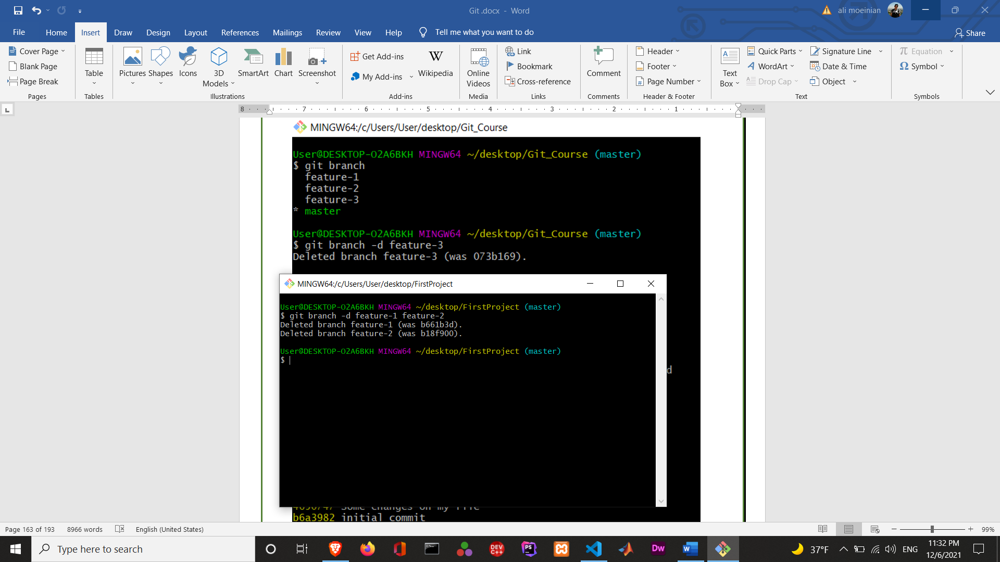 Git .docx - Word
ali moeinian
File Home Insert Draw Design Layout References Mailings Review View Help Tell me what you want to do Share
Cover Page
Blank Page
Page Break
Pages
Table
Tables
Pictures Shapes Icons 3D Models SmartArt Chart Screenshot
Illustrations
Get Add-ins
My Add-ins
Wikipedia
Add-ins
Online Videos
Media
Link
Bookmark
Cross-reference
Links
Comment
Comments
Header
Footer
Page Number
Header & Footer
Text Box
Quick Parts
WordArt
Drop Cap
Signature Line
Date & Time
Object
Text
Equation
Symbol
Symbols
8 7 6 5 4 3 2 1
MINGW64:/c/Users/User/desktop/Git_Course
User@DESKTOP-O2A6BKH MINGW64 ~/desktop/Git_Course (master)
$ git branch
feature-1
feature-2
feature-3
* master
User@DESKTOP-O2A6BKH MINGW64 ~/desktop/Git_Course (master)
$ git branch -d feature-3
Deleted branch feature-3 (was 073b169).
MINGW64:/c/Users/User/desktop/FirstProject
User@DESKTOP-O2A6BKH MINGW64 ~/desktop/FirstProject (master)
$ git branch -d feature-1 feature-2
Deleted branch feature-1 (was b661b3d).
Deleted branch feature-2 (was b18f900).
User@DESKTOP-O2A6BKH MINGW64 ~/desktop/FirstProject (master)
$
d
some changes on my file
b6a3982 initial commit
Page 163 of 193 8966 words English (United States) 99%
Type here to search
DEV C++
PS
Dw
37°F
ENG
11:32 PM
12/6/2021